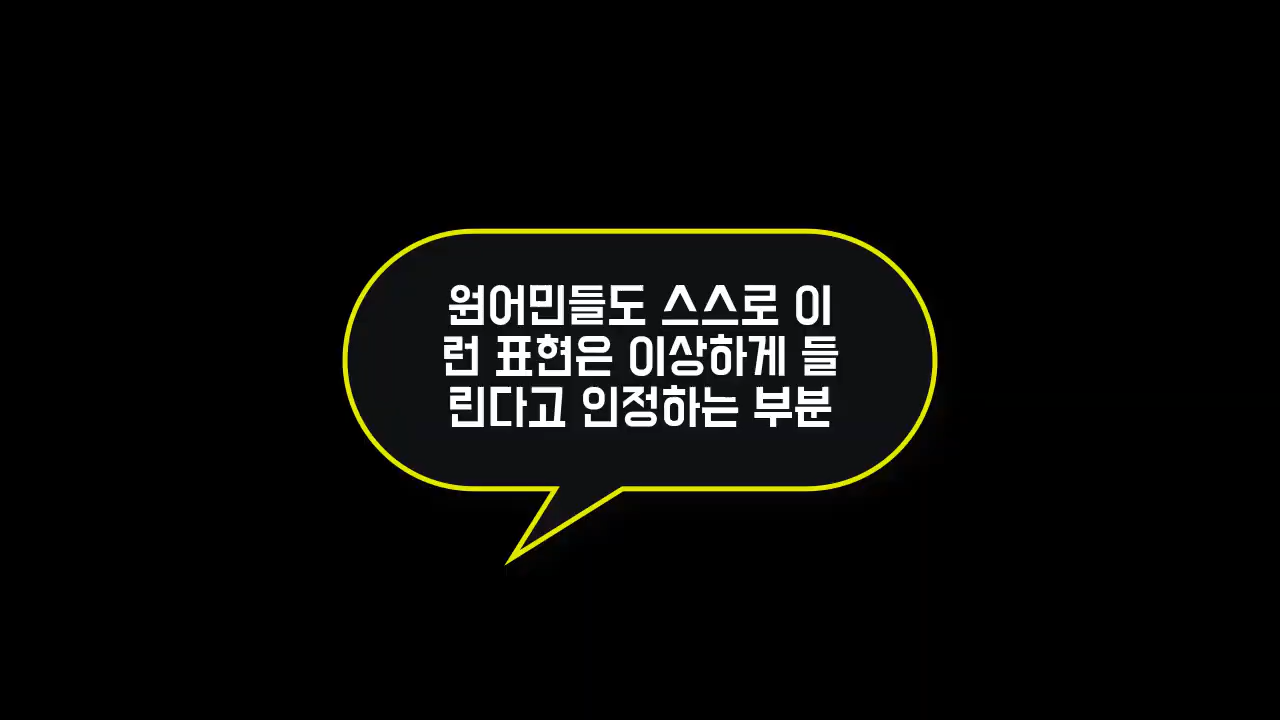 원어민들도 스스로 이
런 표현은 이상하게 들
린다고 인정하는 부분